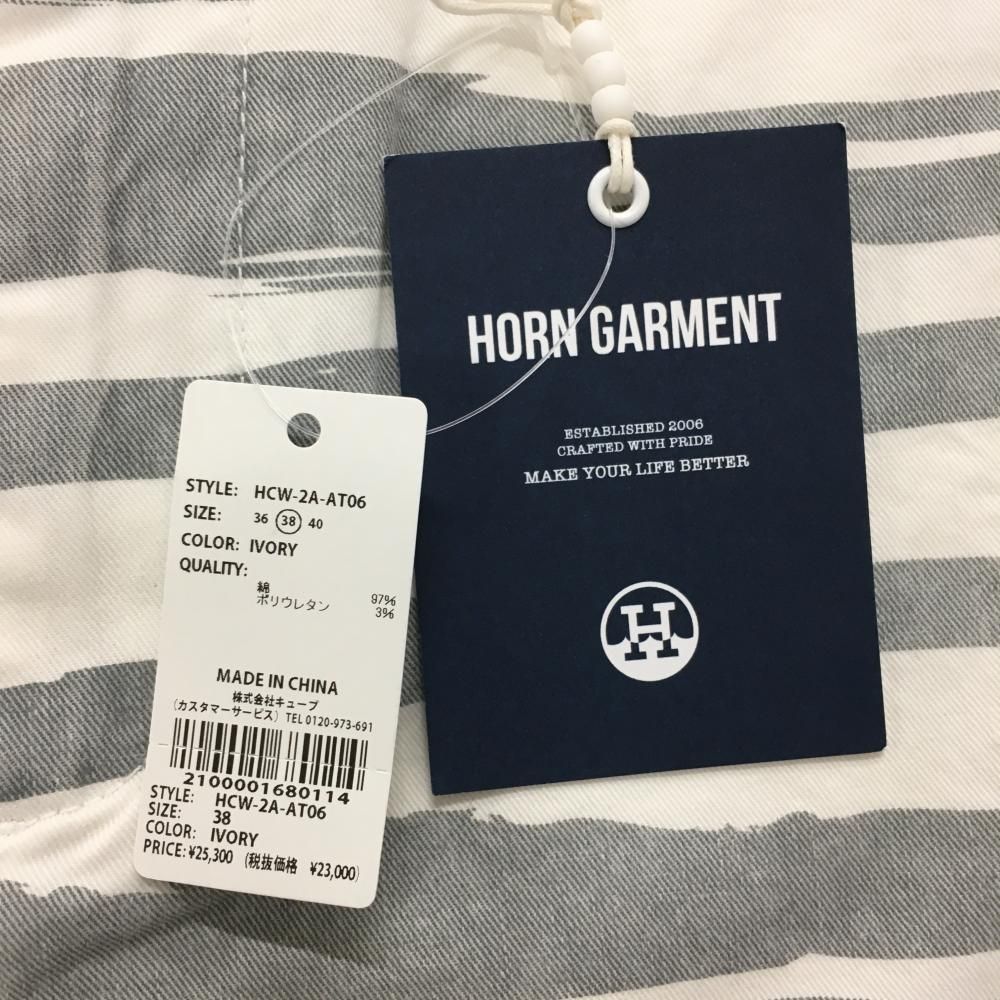 HORN GARMENT
ESTABLISHED 2006
CRAFTED WITH PRIDE
MAKE YOUR LIFE BETTER
H
STYLE: HCW-2A-AT06
SIZE: 36 38 40
COLOR: IVORY
QUALITY:
綿 97%
ポリウレタン 3%
MADE IN CHINA
株式会社キューブ
（カスタマーサービス）TEL 0120-973-691
2100001680114
STYLE: HCW-2A-AT06
SIZE: 38
COLOR: IVORY
PRICE: ¥25,300 (税抜価格 ¥23,000)